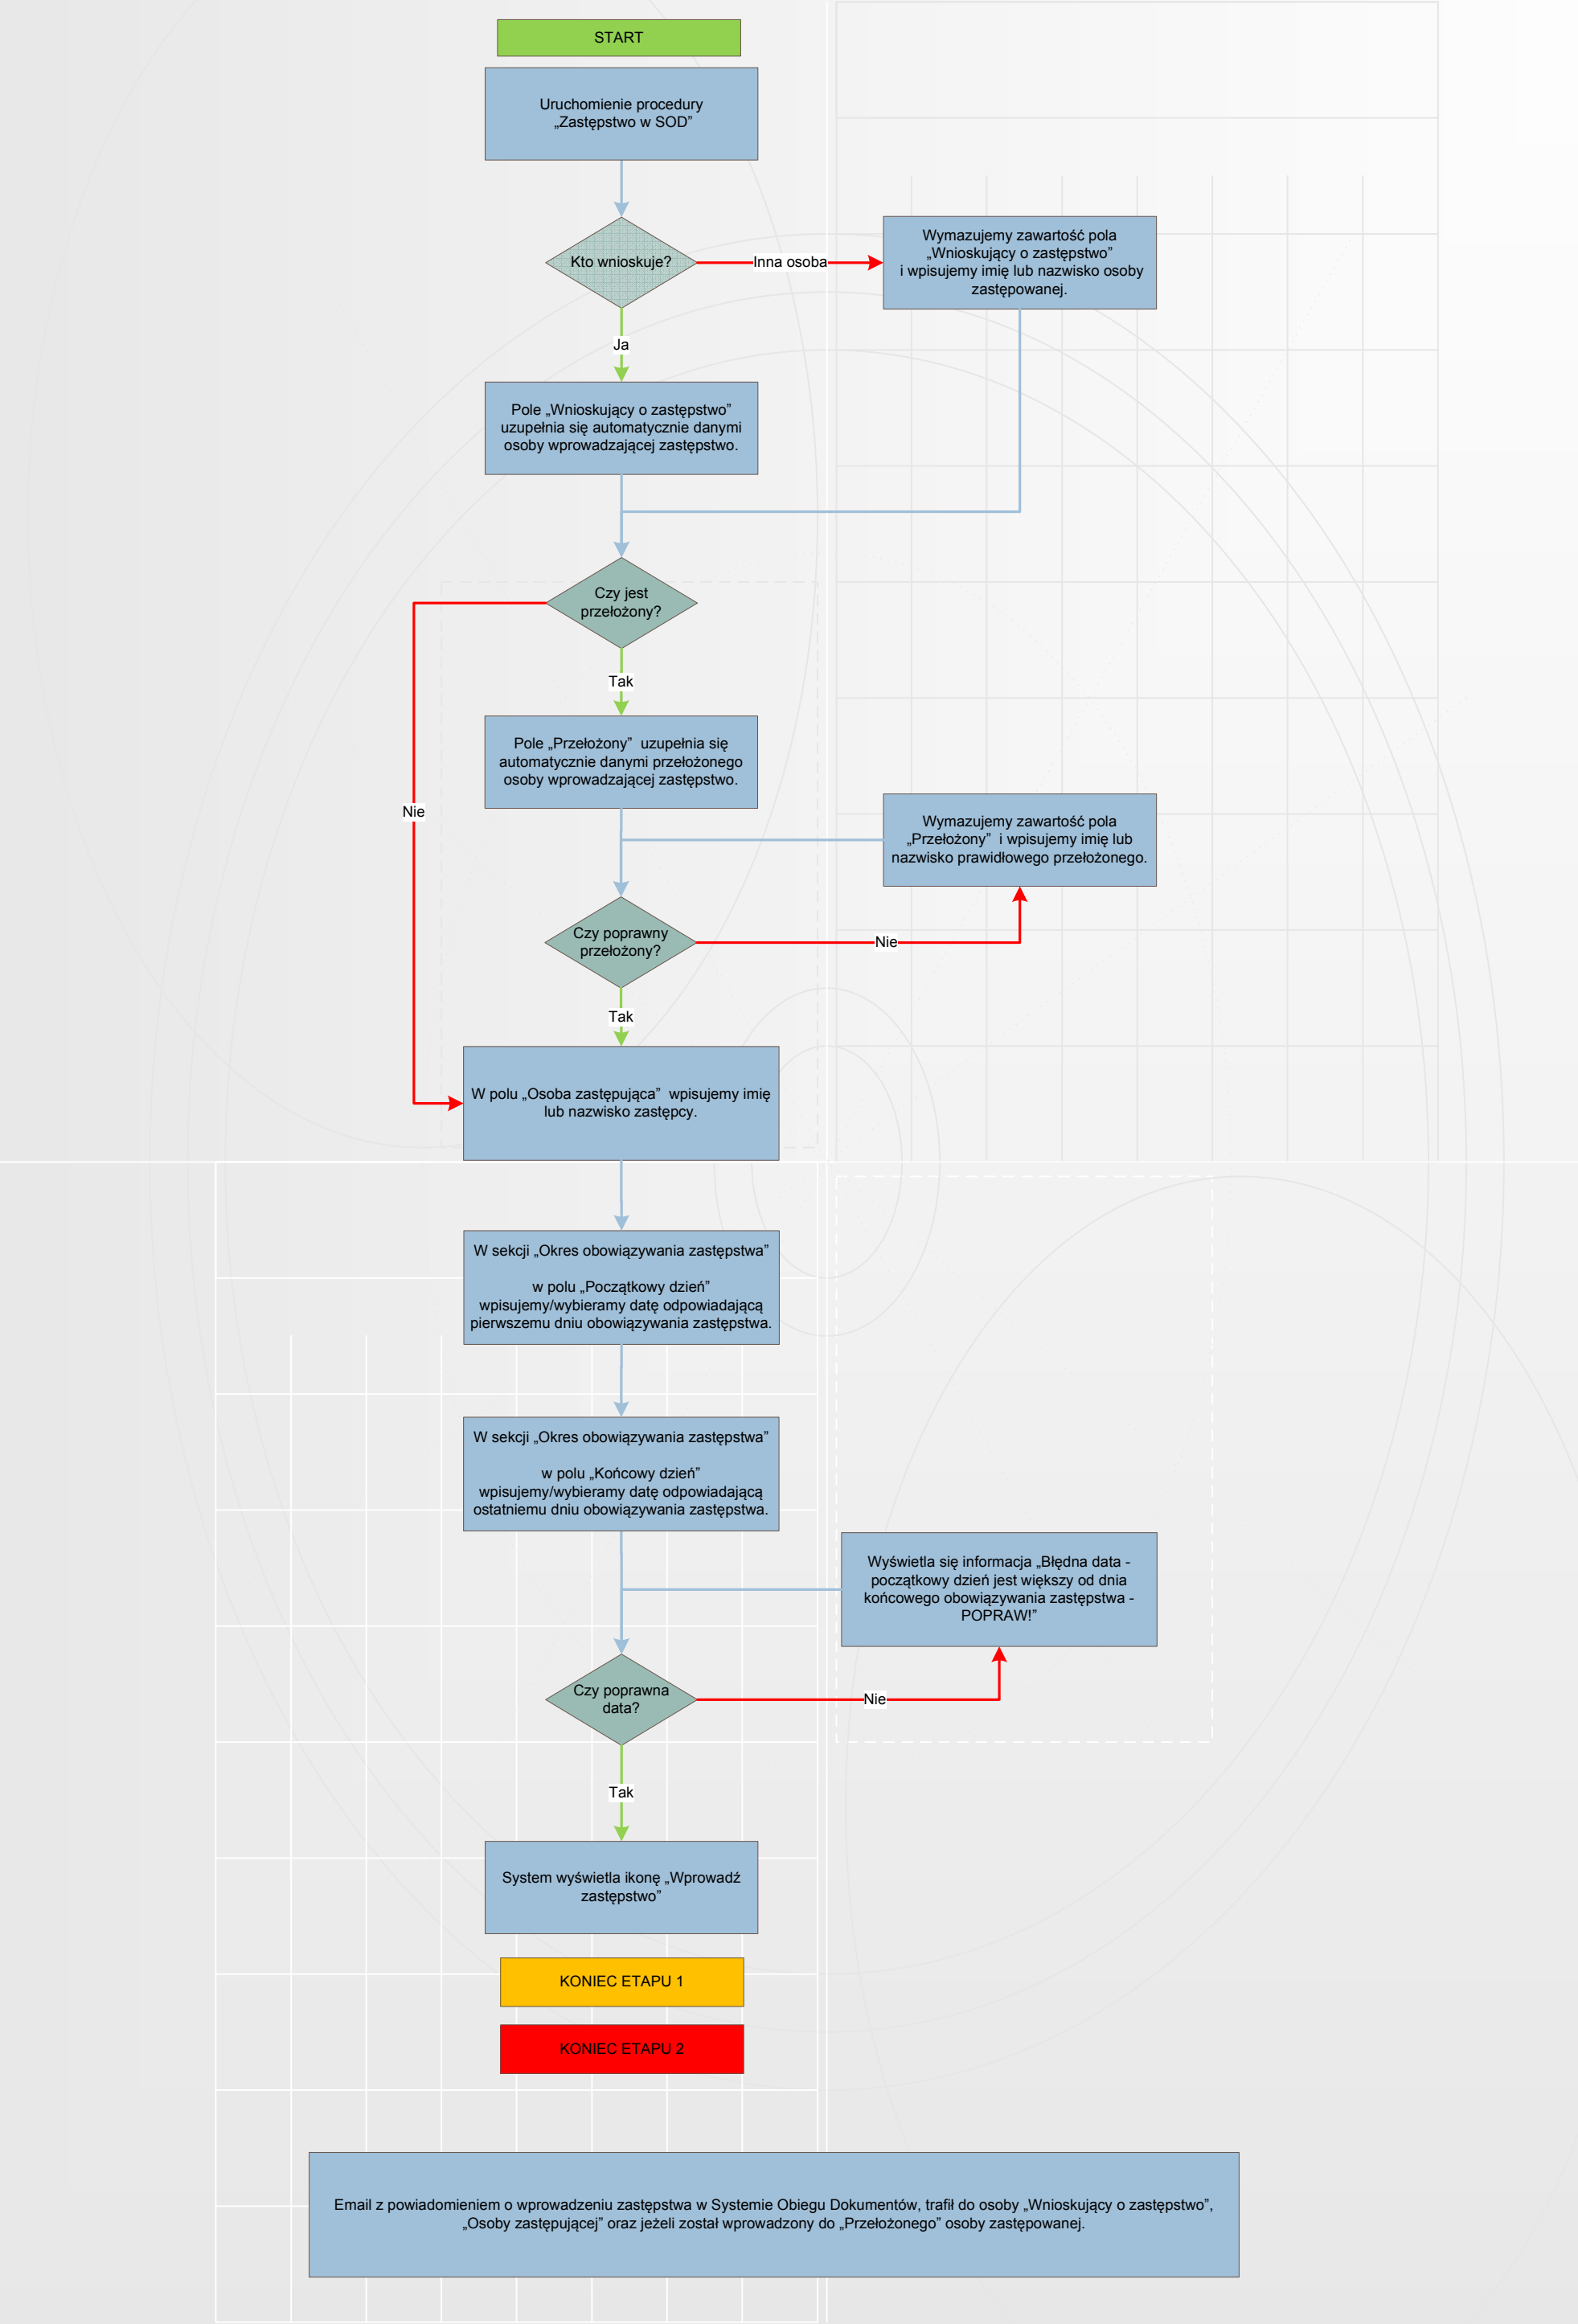 START
Uruchomienie procedury
„Zastępstwo w SOD”
Kto wnioskuje?
Inna osoba
Wymazujemy zawartość pola
„Wnioskujący o zastępstwo”
i wpisujemy imię lub nazwisko osoby
zastępowanej.
Ja
Pole „Wnioskujący o zastępstwo”
uzupełnia się automatycznie danymi
osoby wprowadzającej zastępstwo.
Czy jest
przełożony?
Tak
Pole „Przełożony” uzupełnia się
automatycznie danymi przełożonego
osoby wprowadzającej zastępstwo.
Nie
Wymazujemy zawartość pola
„Przełożony” i wpisujemy imię lub
nazwisko prawidłowego przełożonego.
Czy poprawny
przełożony?
Nie
Tak
W polu „Osoba zastępująca” wpisujemy imię
lub nazwisko zastępcy.
W sekcji „Okres obowiązywania zastępstwa”
w polu „Początkowy dzień”
wpisujemy/wybieramy datę odpowiadającą
pierwszemu dniu obowiązywania zastępstwa.
W sekcji „Okres obowiązywania zastępstwa”
w polu „Końcowy dzień”
wpisujemy/wybieramy datę odpowiadającą
ostatniemu dniu obowiązywania zastępstwa.
Wyświetla się informacja „Błędna data -
początkowy dzień jest większy od dnia
końcowego obowiązywania zastępstwa -
POPRAW!”
Czy poprawna
data?
Nie
Tak
System wyświetla ikonę „Wprowadź
zastępstwo”
KONIEC ETAPU 1
KONIEC ETAPU 2
Email z powiadomieniem o wprowadzeniu zastępstwa w Systemie Obiegu Dokumentów, trafił do osoby „Wnioskujący o zastępstwo”,
„Osoby zastępującej” oraz jeżeli został wprowadzony do „Przełożonego” osoby zastępowanej.